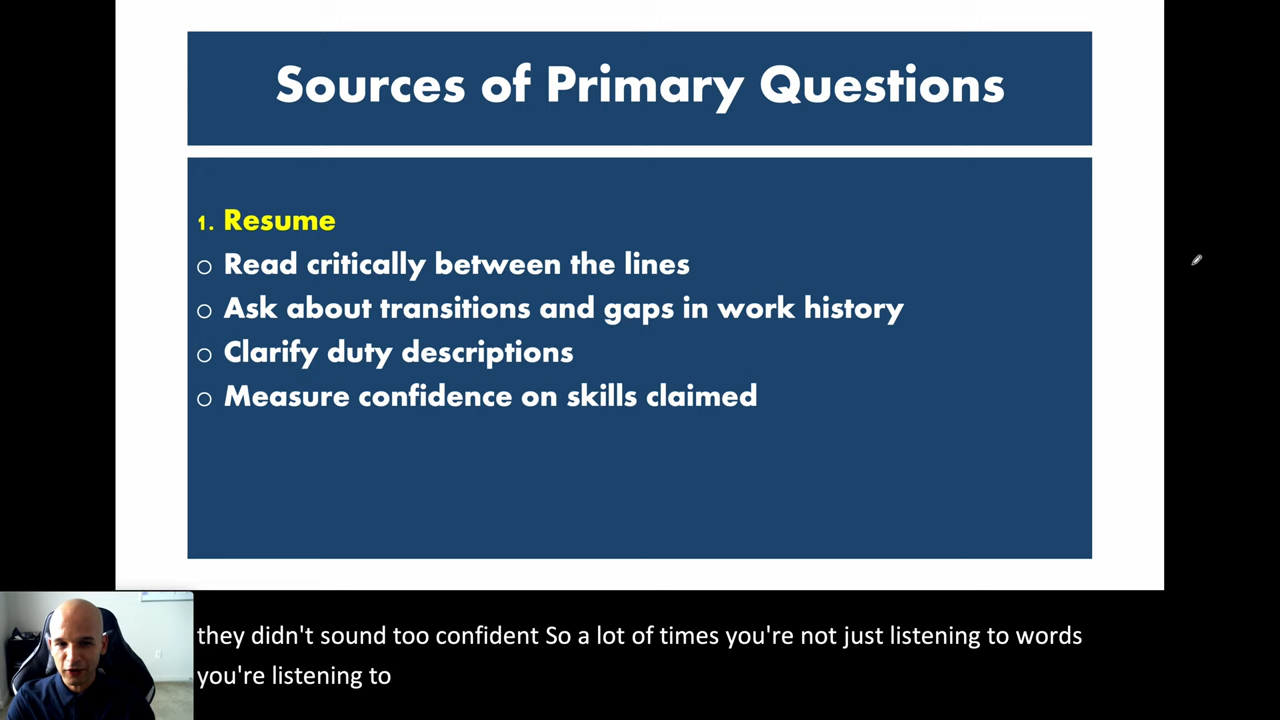 Sources of Primary Questions
1. Resume
o Read critically between the lines
o Ask about transitions and gaps in work history
o Clarify duty descriptions
o Measure confidence on skills claimed
they didn't sound too confident So a lot of times you're not just listening to words
you're listening to